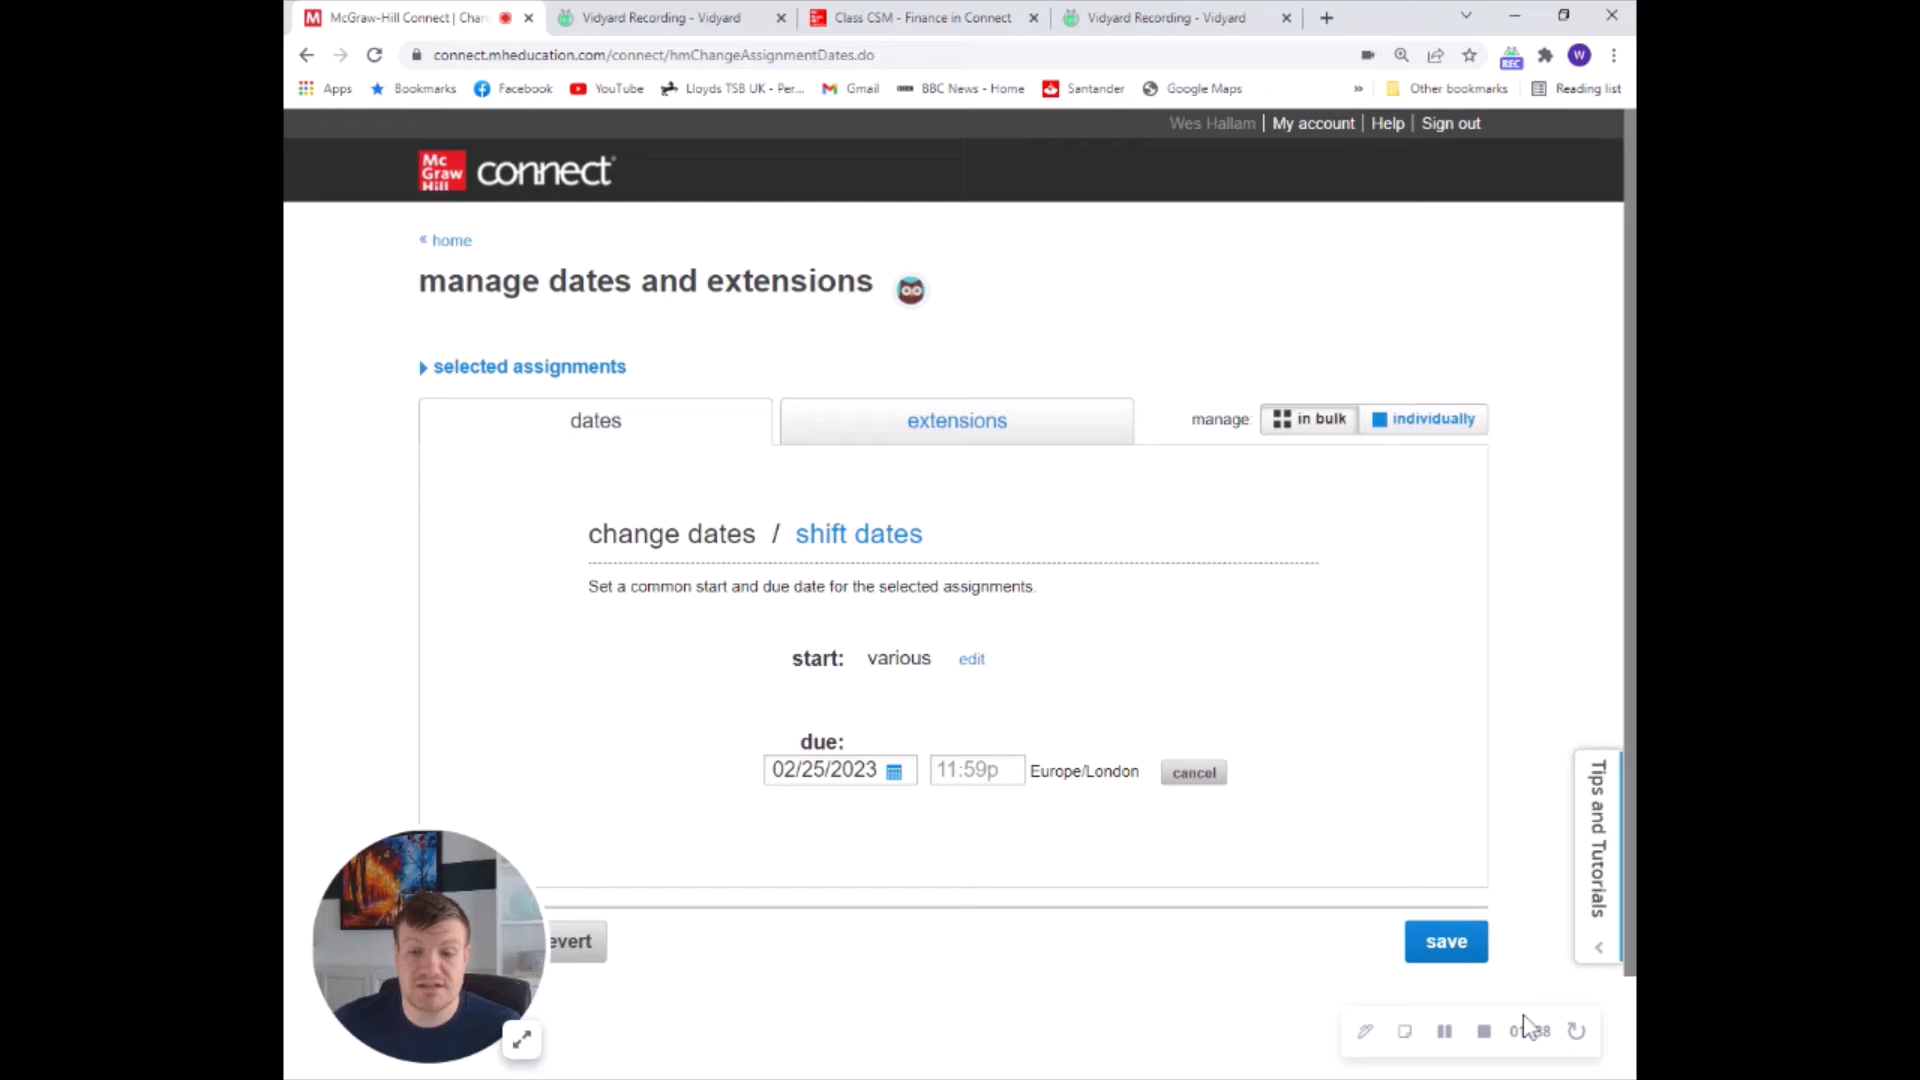 McGraw-Hill Connect | Chan
Vidyard Recording - Vidyard
Class CSM - Finance in Connect
Vidyard Recording - Vidyard
connect.mheducation.com/connect/hmChangeAssignmentDates.do
REC
W
Apps
Bookmarks
Facebook
YouTube
Lloyds TSB UK - Per...
Gmail
BBC News - Home
Santander
Google Maps
»
Other bookmarks
Reading list
Wes Hallam | My account | Help | Sign out
Mc
Graw
Hill
connect
« home
manage dates and extensions
selected assignments
dates
extensions
manage:
in bulk
individually
change dates / shift dates
Set a common start and due date for the selected assignments.
start: various edit
due:
02/25/2023
11:59p
Europe/London
cancel
Tips and Tutorials
evert
save